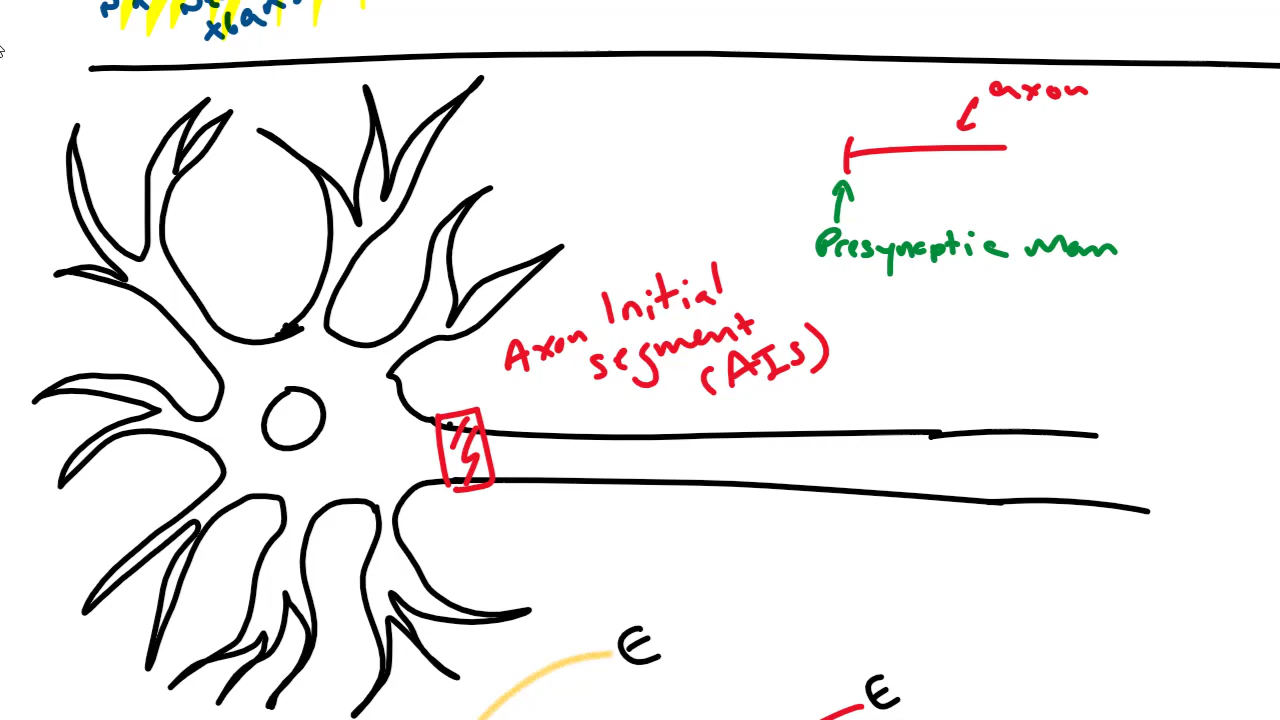 axon
Presynaptic Mem
Axon Initial
segment
(AIS)
E
E